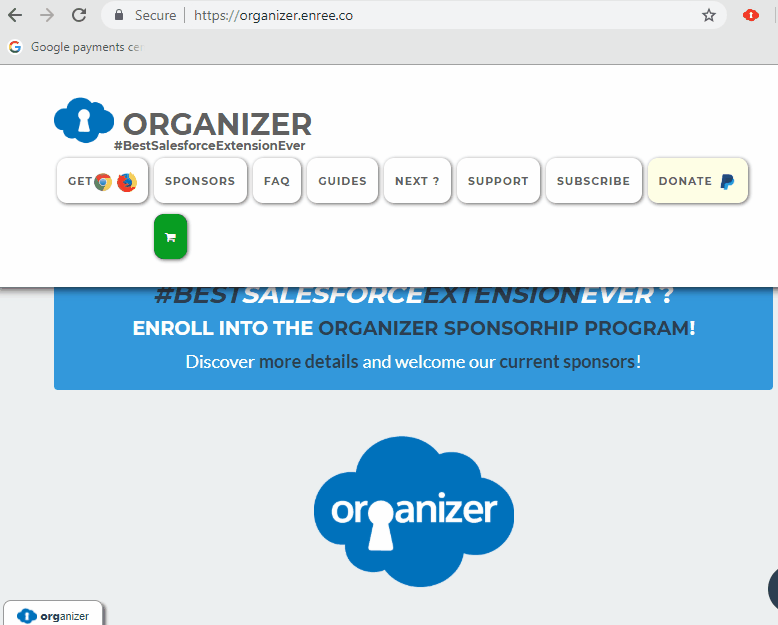 Secure https://organizer.enree.co
Google payments cen
ORGANIZER
#BestSalesforceExtensionEver
GET SPONSORS FAQ GUIDES NEXT ? SUPPORT SUBSCRIBE DONATE
#BESTSALESFORCEEXTENSIONEVER ?
ENROLL INTO THE ORGANIZER SPONSORHIP PROGRAM!
Discover more details and welcome our current sponsors!
organizer
organizer